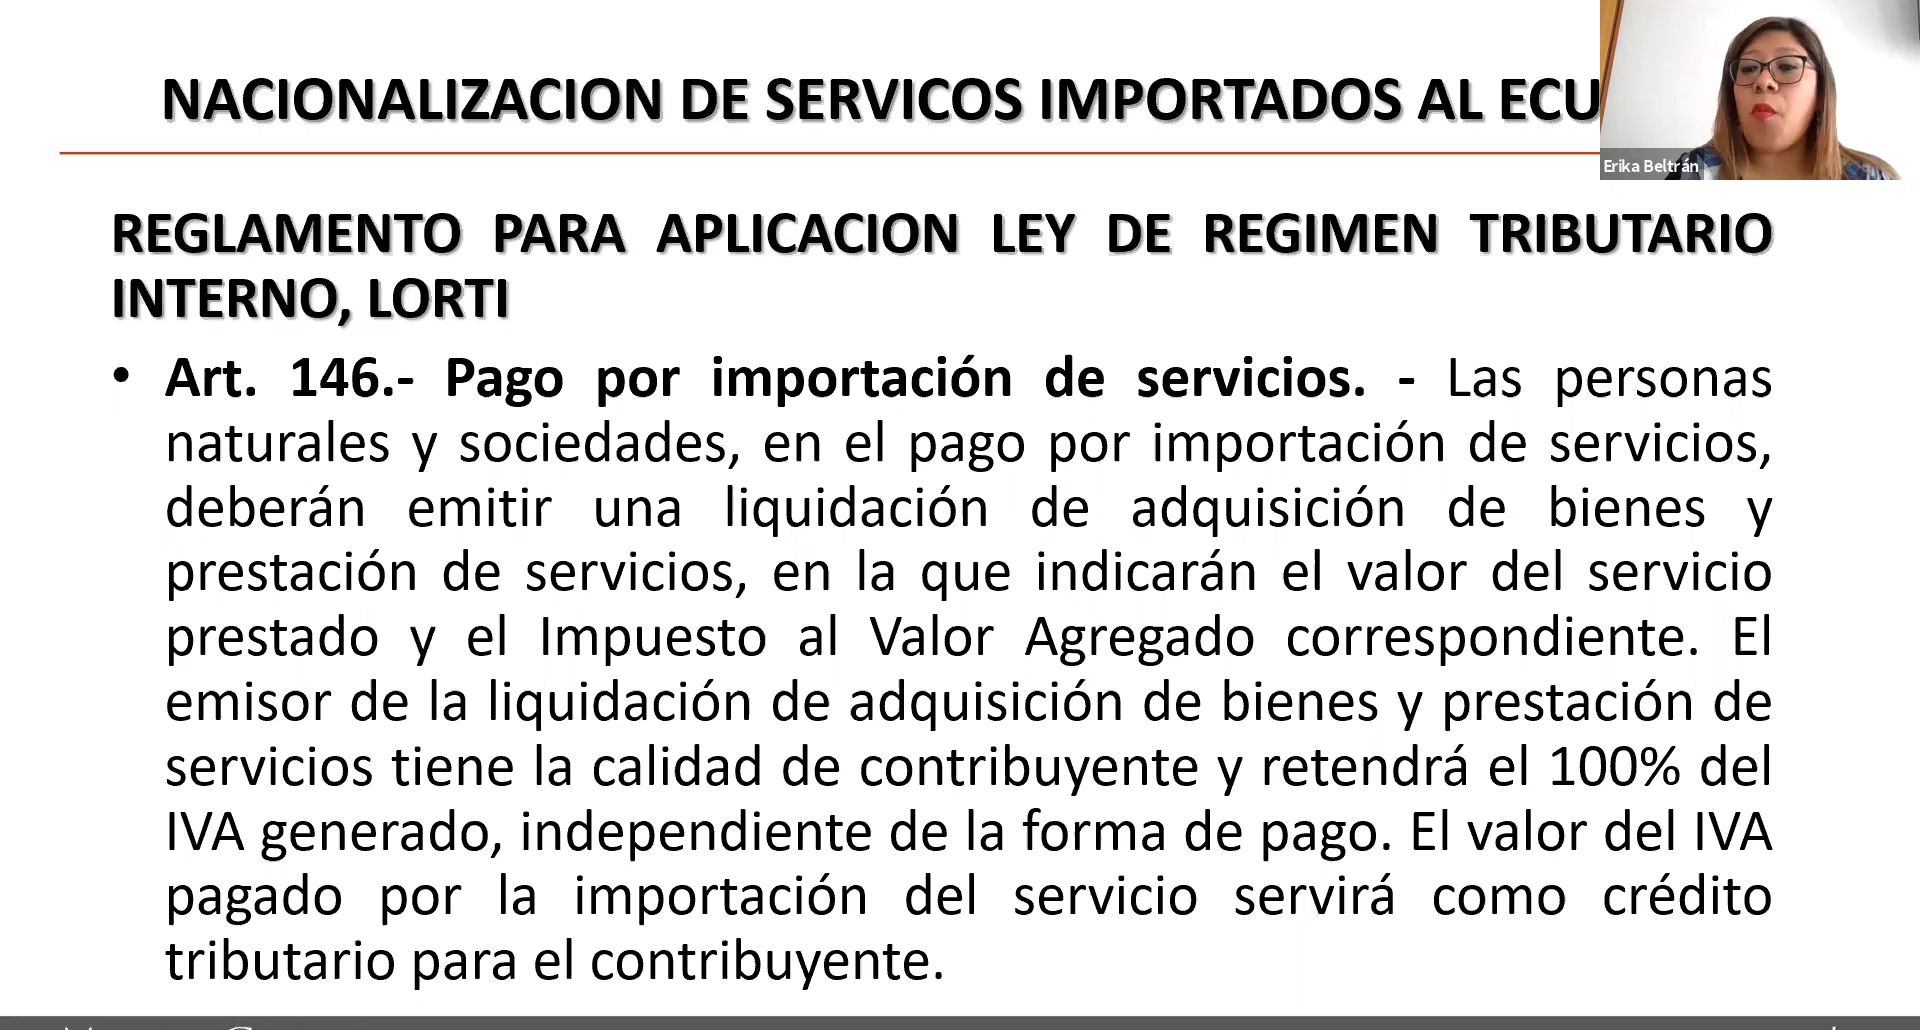 NACIONALIZACION DE SERVICOS IMPORTADOS AL ECU
Erika Beltrán
REGLAMENTO PARA APLICACION LEY DE REGIMEN TRIBUTARIO
INTERNO, LORTI
• Art. 146.- Pago por importación de servicios. - Las personas
naturales y sociedades, en el pago por importación de servicios,
deberán emitir una liquidación de adquisición de bienes y
prestación de servicios, en la que indicarán el valor del servicio
prestado y el Impuesto al Valor Agregado correspondiente. El
emisor de la liquidación de adquisición de bienes y prestación de
servicios tiene la calidad de contribuyente y retendrá el 100% del
IVA generado, independiente de la forma de pago. El valor del IVA
pagado por la importación del servicio servirá como crédito
tributario para el contribuyente.